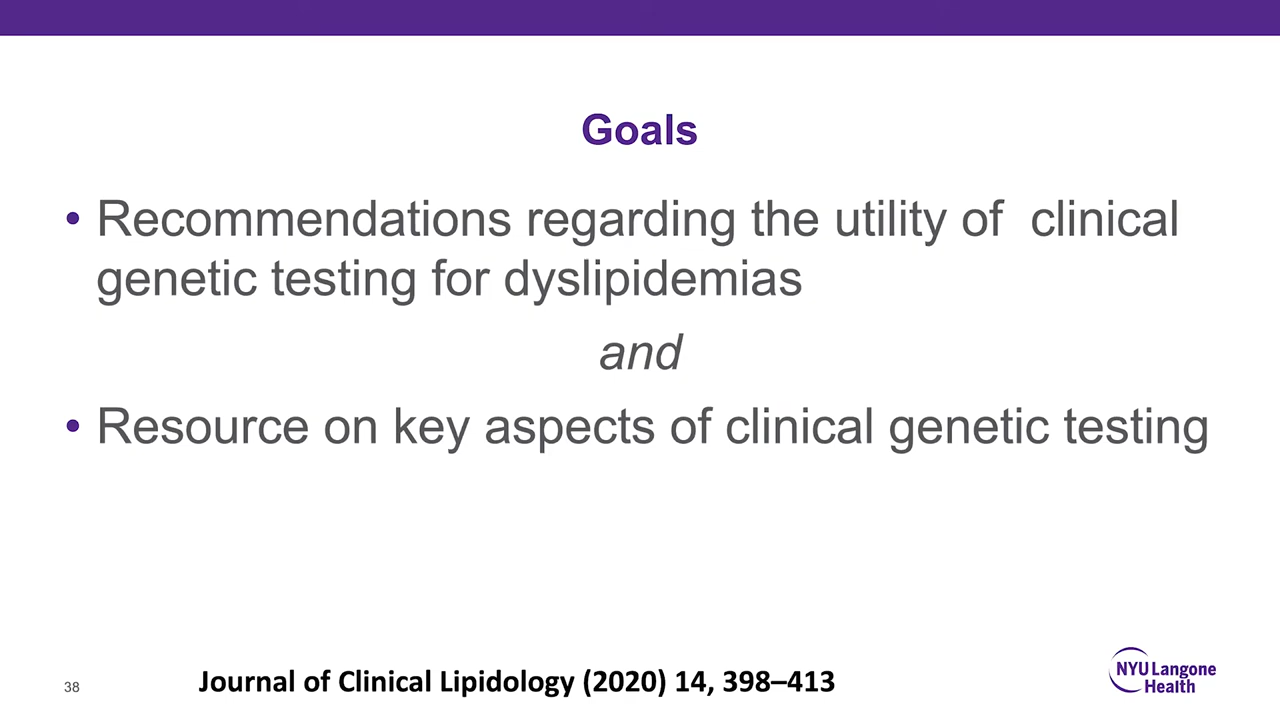 Goals
• Recommendations regarding the utility of  clinical
genetic testing for dyslipidemias
and
• Resource on key aspects of clinical genetic testing
38
Journal of Clinical Lipidology (2020) 14, 398–413
NYU Langone
Health